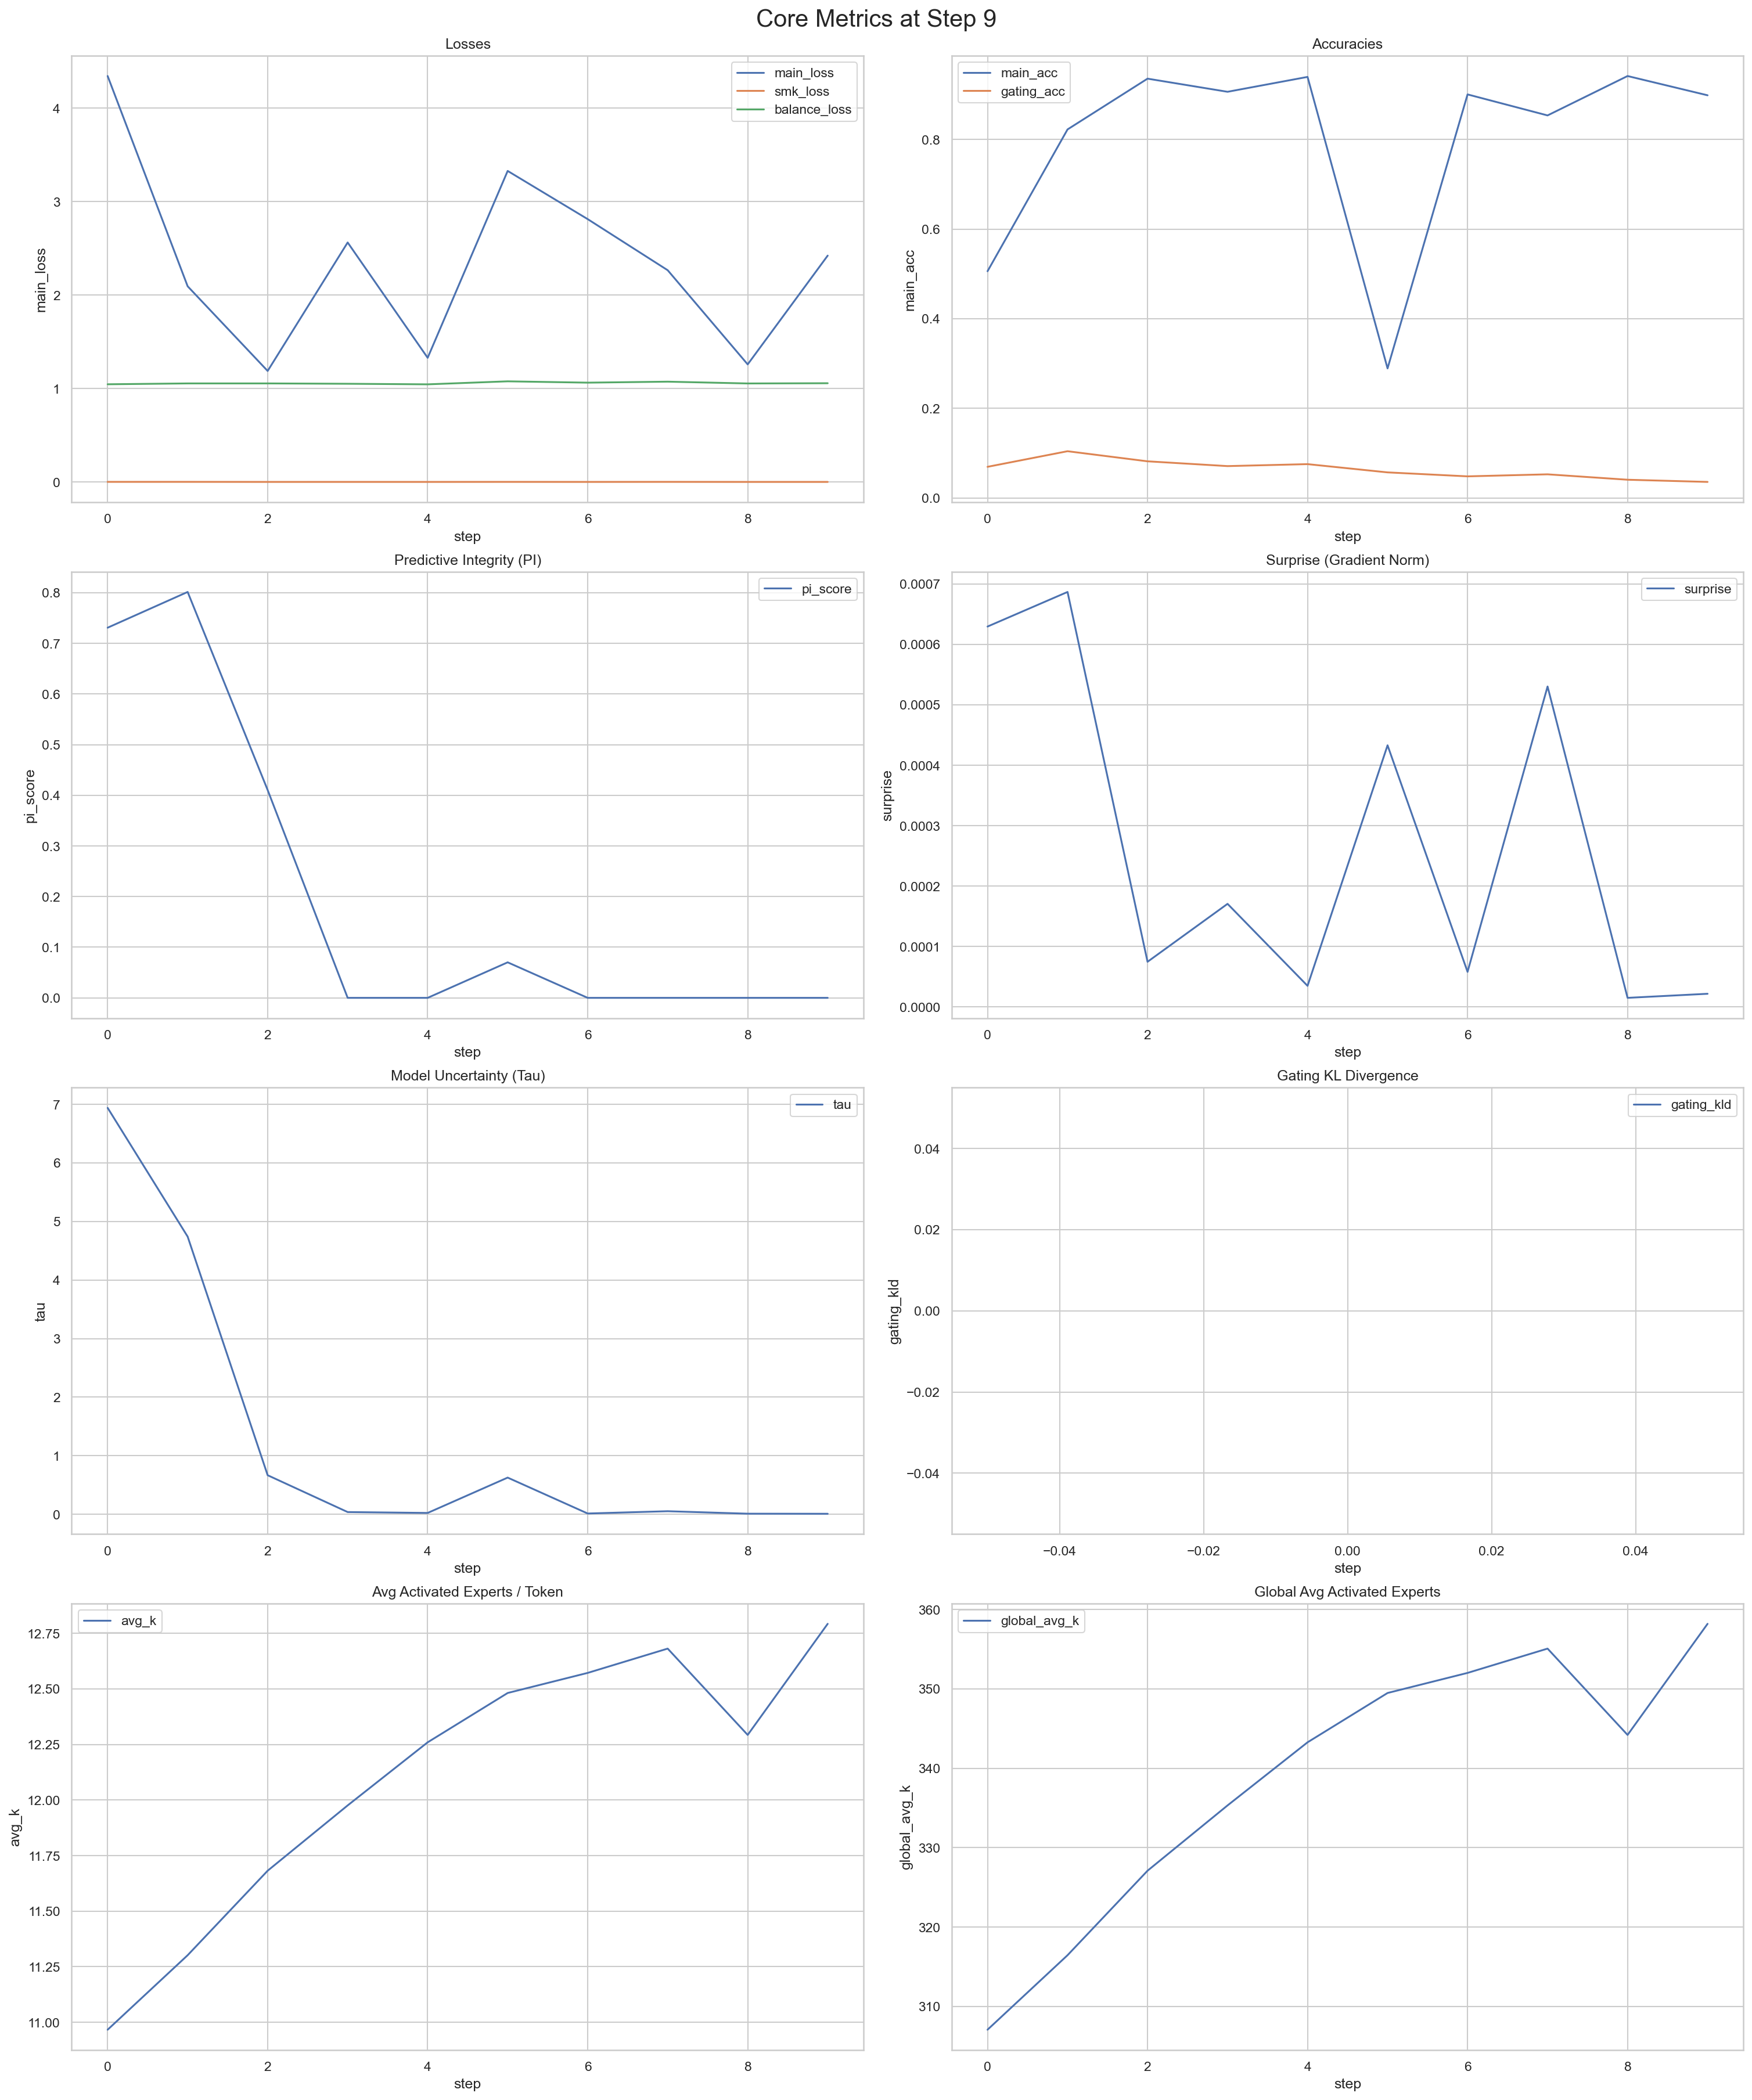 Core Metrics at Step 9
Losses
main_loss
smk_loss
balance_loss
main_loss
4
3
2
1
0
0 2 4 6 8
step
Accuracies
main_acc
gating_acc
main_acc
0.8
0.6
0.4
0.2
0.0
0 2 4 6 8
step
Predictive Integrity (PI)
pi_score
pi_score
0.8
0.7
0.6
0.5
0.4
0.3
0.2
0.1
0.0
0 2 4 6 8
step
Surprise (Gradient Norm)
surprise
surprise
0.0007
0.0006
0.0005
0.0004
0.0003
0.0002
0.0001
0.0000
0 2 4 6 8
step
Model Uncertainty (Tau)
tau
tau
7
6
5
4
3
2
1
0
0 2 4 6 8
step
Gating KL Divergence
gating_kld
gating_kld
0.04
0.02
0.00
−0.02
−0.04
−0.04 −0.02 0.00 0.02 0.04
step
Avg Activated Experts / Token
avg_k
avg_k
12.75
12.50
12.25
12.00
11.75
11.50
11.25
11.00
0 2 4 6 8
step
Global Avg Activated Experts
global_avg_k
global_avg_k
360
350
340
330
320
310
0 2 4 6 8
step